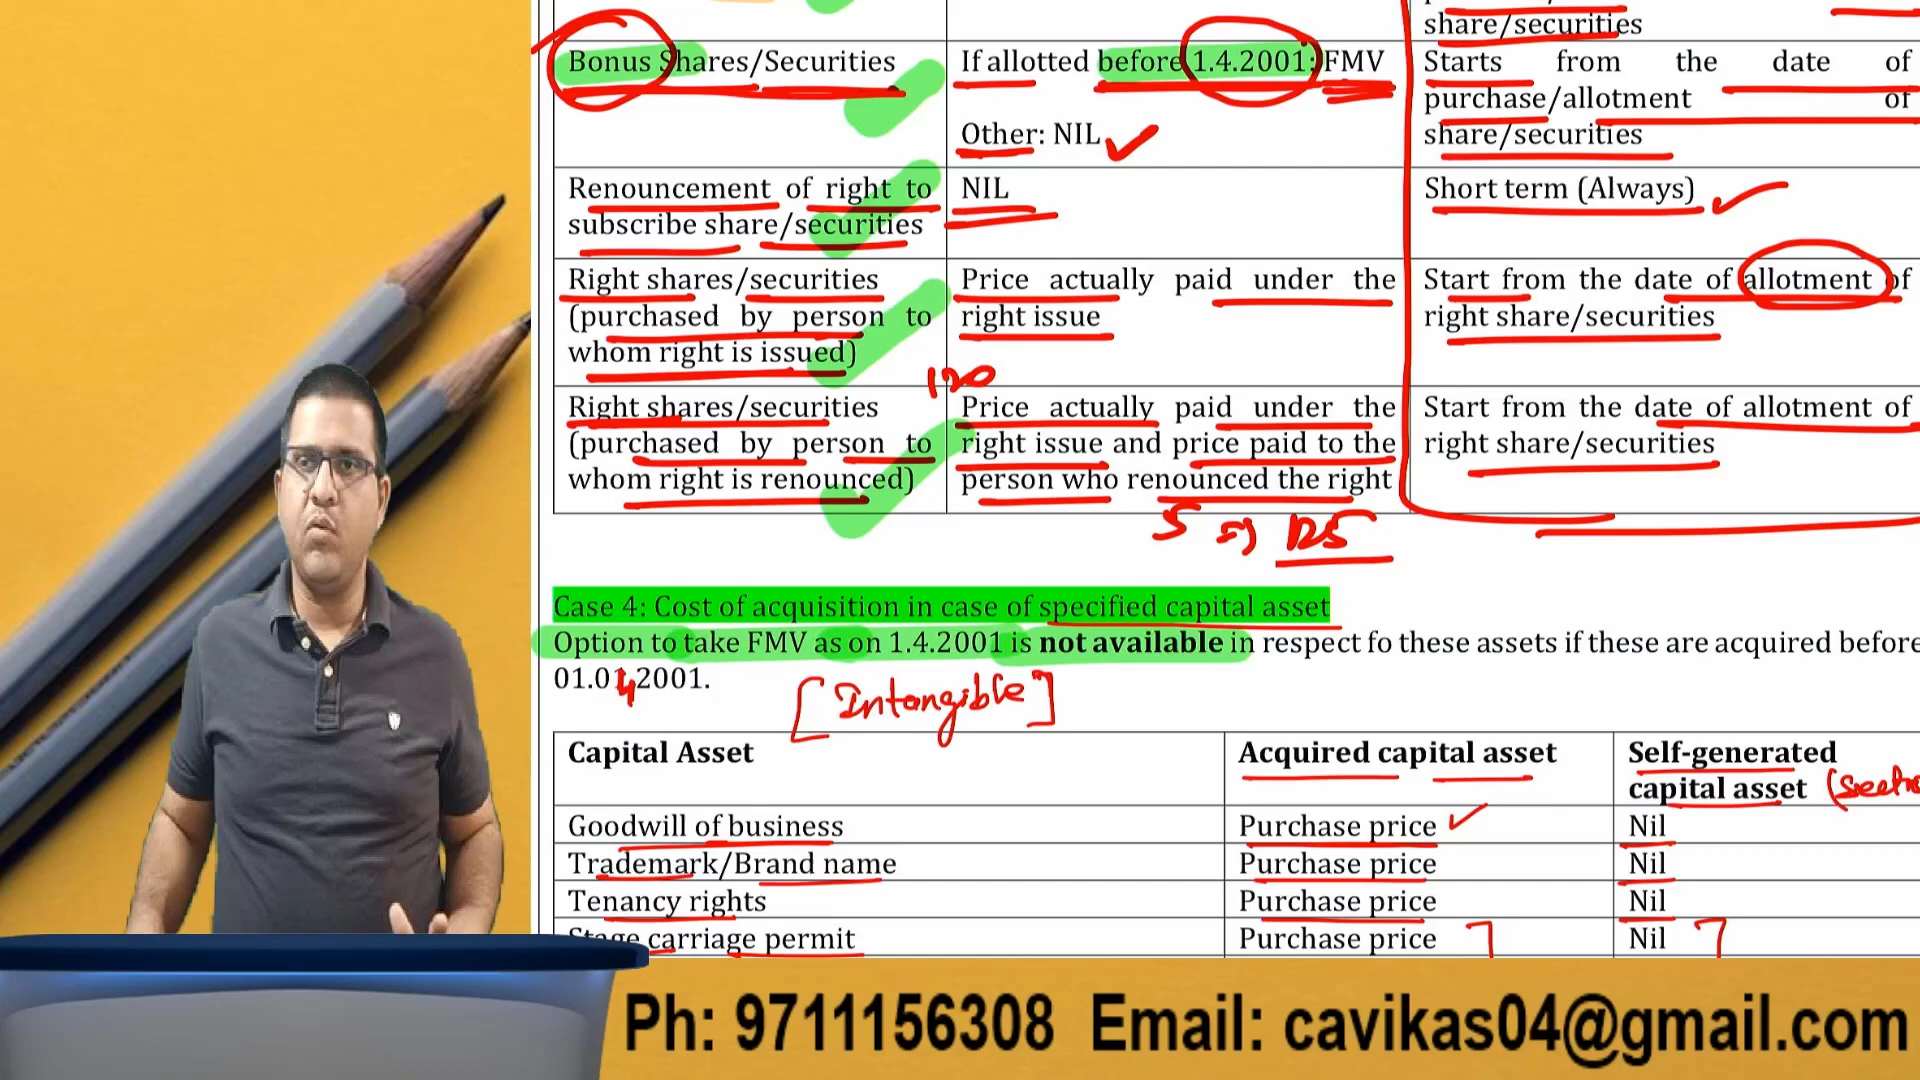 share/securities
Bonus Shares/Securities
If allotted before 1.4.2001: FMV
Other: NIL
Starts from the date of
purchase/allotment of
share/securities
Renouncement of right to
subscribe share/securities
NIL
Short term (Always)
Right shares/securities
(purchased by person to
whom right is issued)
Price actually paid under the
right issue
Start from the date of allotment of
right share/securities
120
Right shares/securities
(purchased by person to
whom right is renounced)
Price actually paid under the
right issue and price paid to the
person who renounced the right
Start from the date of allotment of
right share/securities
5 => 125
Case 4: Cost of acquisition in case of specified capital asset
Option to take FMV as on 1.4.2001 is not available in respect fo these assets if these are acquired before
01.04.2001.
[Intangible]
Capital Asset
Acquired capital asset
Self-generated
capital asset
Goodwill of business
Purchase price
Nil
Trademark/Brand name
Purchase price
Nil
Tenancy rights
Purchase price
Nil
Stage carriage permit
Purchase price
Nil
Ph: 9711156308 Email: cavikas04@gmail.com